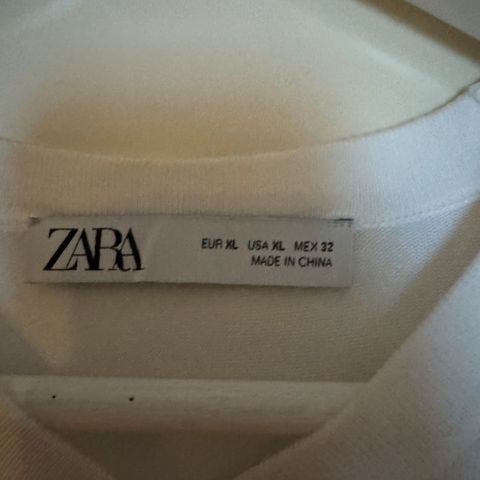 ZARA
EUR XL USA XL MEX 32
MADE IN CHINA